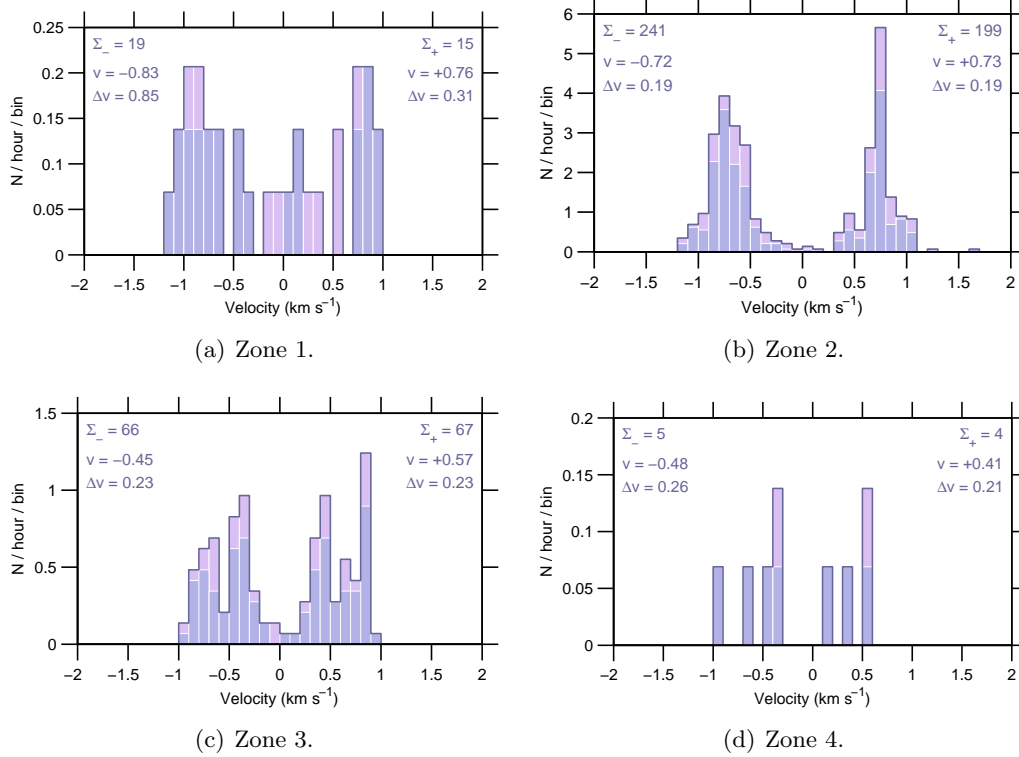 0.25
0.2
0.15
0.1
0.05
0
N / hour / bin
Σ− = 19
v = −0.83
Δv = 0.85
Σ+ = 15
v = +0.76
Δv = 0.31
−2 −1.5 −1 −0.5 0 0.5 1 1.5 2
Velocity (km s−1)
(a) Zone 1.
6
5
4
3
2
1
0
N / hour / bin
Σ− = 241
v = −0.72
Δv = 0.19
Σ+ = 199
v = +0.73
Δv = 0.19
−2 −1.5 −1 −0.5 0 0.5 1 1.5 2
Velocity (km s−1)
(b) Zone 2.
1.5
1
0.5
0
N / hour / bin
Σ− = 66
v = −0.45
Δv = 0.23
Σ+ = 67
v = +0.57
Δv = 0.23
−2 −1.5 −1 −0.5 0 0.5 1 1.5 2
Velocity (km s−1)
(c) Zone 3.
0.2
0.15
0.1
0.05
0
N / hour / bin
Σ− = 5
v = −0.48
Δv = 0.26
Σ+ = 4
v = +0.41
Δv = 0.21
−2 −1.5 −1 −0.5 0 0.5 1 1.5 2
Velocity (km s−1)
(d) Zone 4.